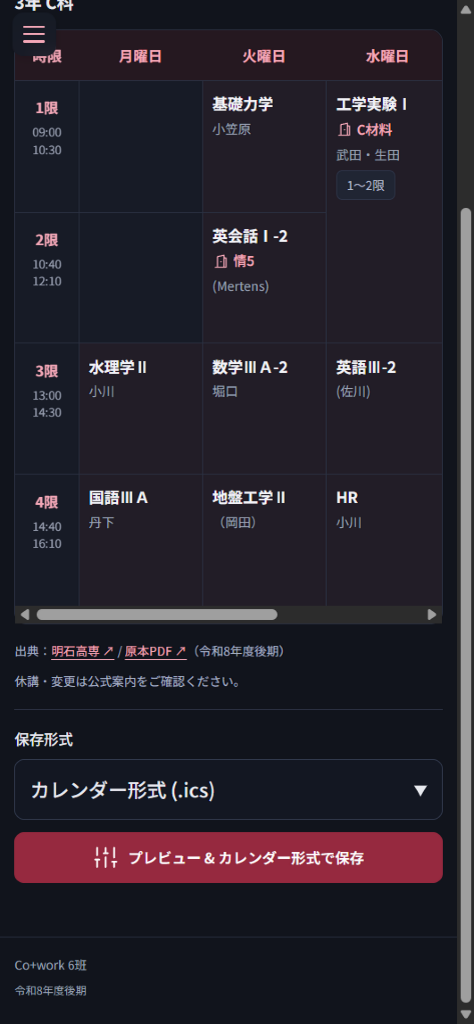 3年 C科
時限 月曜日 火曜日 水曜日
1限
09:00
10:30
基礎力学
小笠原
工学実験Ⅰ
C材料
武田・生田
1〜2限
2限
10:40
12:10
英会話Ⅰ-2
情5
(Mertens)
3限
13:00
14:30
水理学Ⅱ
小川
数学ⅢA-2
堀口
英語Ⅲ-2
(佐川)
4限
14:40
16:10
国語ⅢA
丹下
地盤工学Ⅱ
（岡田）
HR
小川
出典：明石高専 ↗ / 原本PDF ↗（令和8年度後期）
休講・変更は公式案内をご確認ください。
保存形式
カレンダー形式 (.ics)
プレビュー & カレンダー形式で保存
Co+work 6班
令和8年度後期